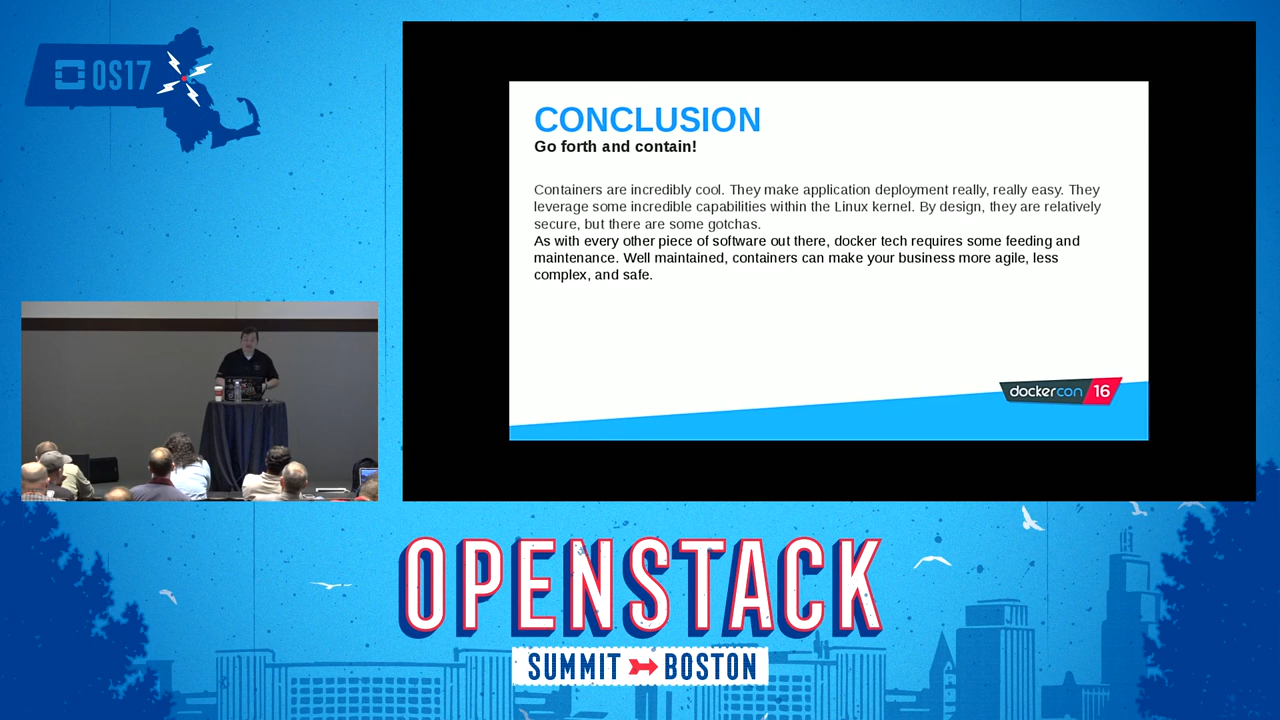 OS17
CONCLUSION
Go forth and contain!
Containers are incredibly cool. They make application deployment really, really easy. They
leverage some incredible capabilities within the Linux kernel. By design, they are relatively
secure, but there are some gotchas.
As with every other piece of software out there, docker tech requires some feeding and
maintenance. Well maintained, containers can make your business more agile, less
complex, and safe.
dockercon 16
OPENSTACK
SUMMIT BOSTON